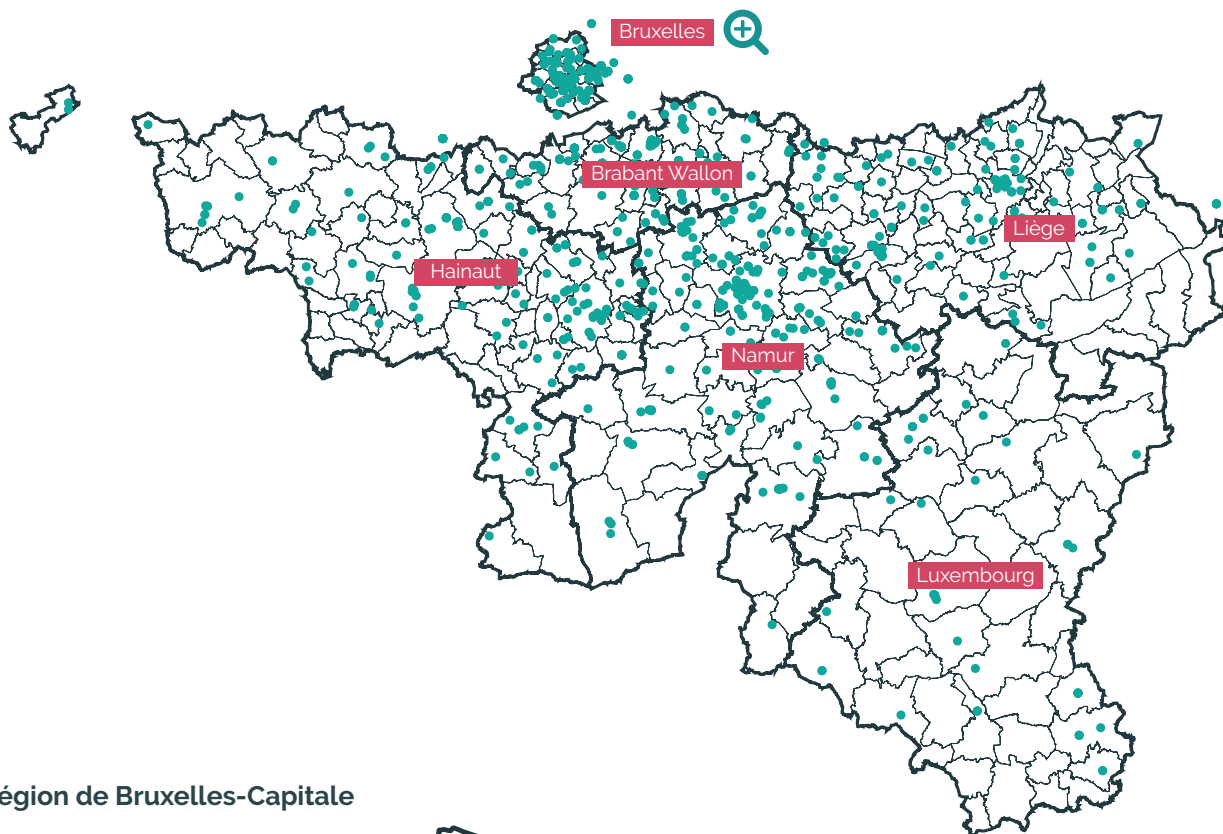 Bruxelles
Brabant Wallon
Liège
Hainaut
Namur
Luxembourg
égion de Bruxelles-Capitale